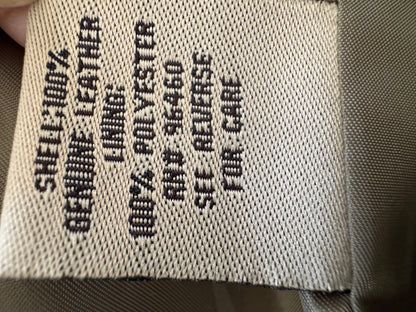 SHELL:100%
GENUINE LEATHER
LINING
100% POLYESTER
RN# 96460
SEE REVERSE
FOR CARE